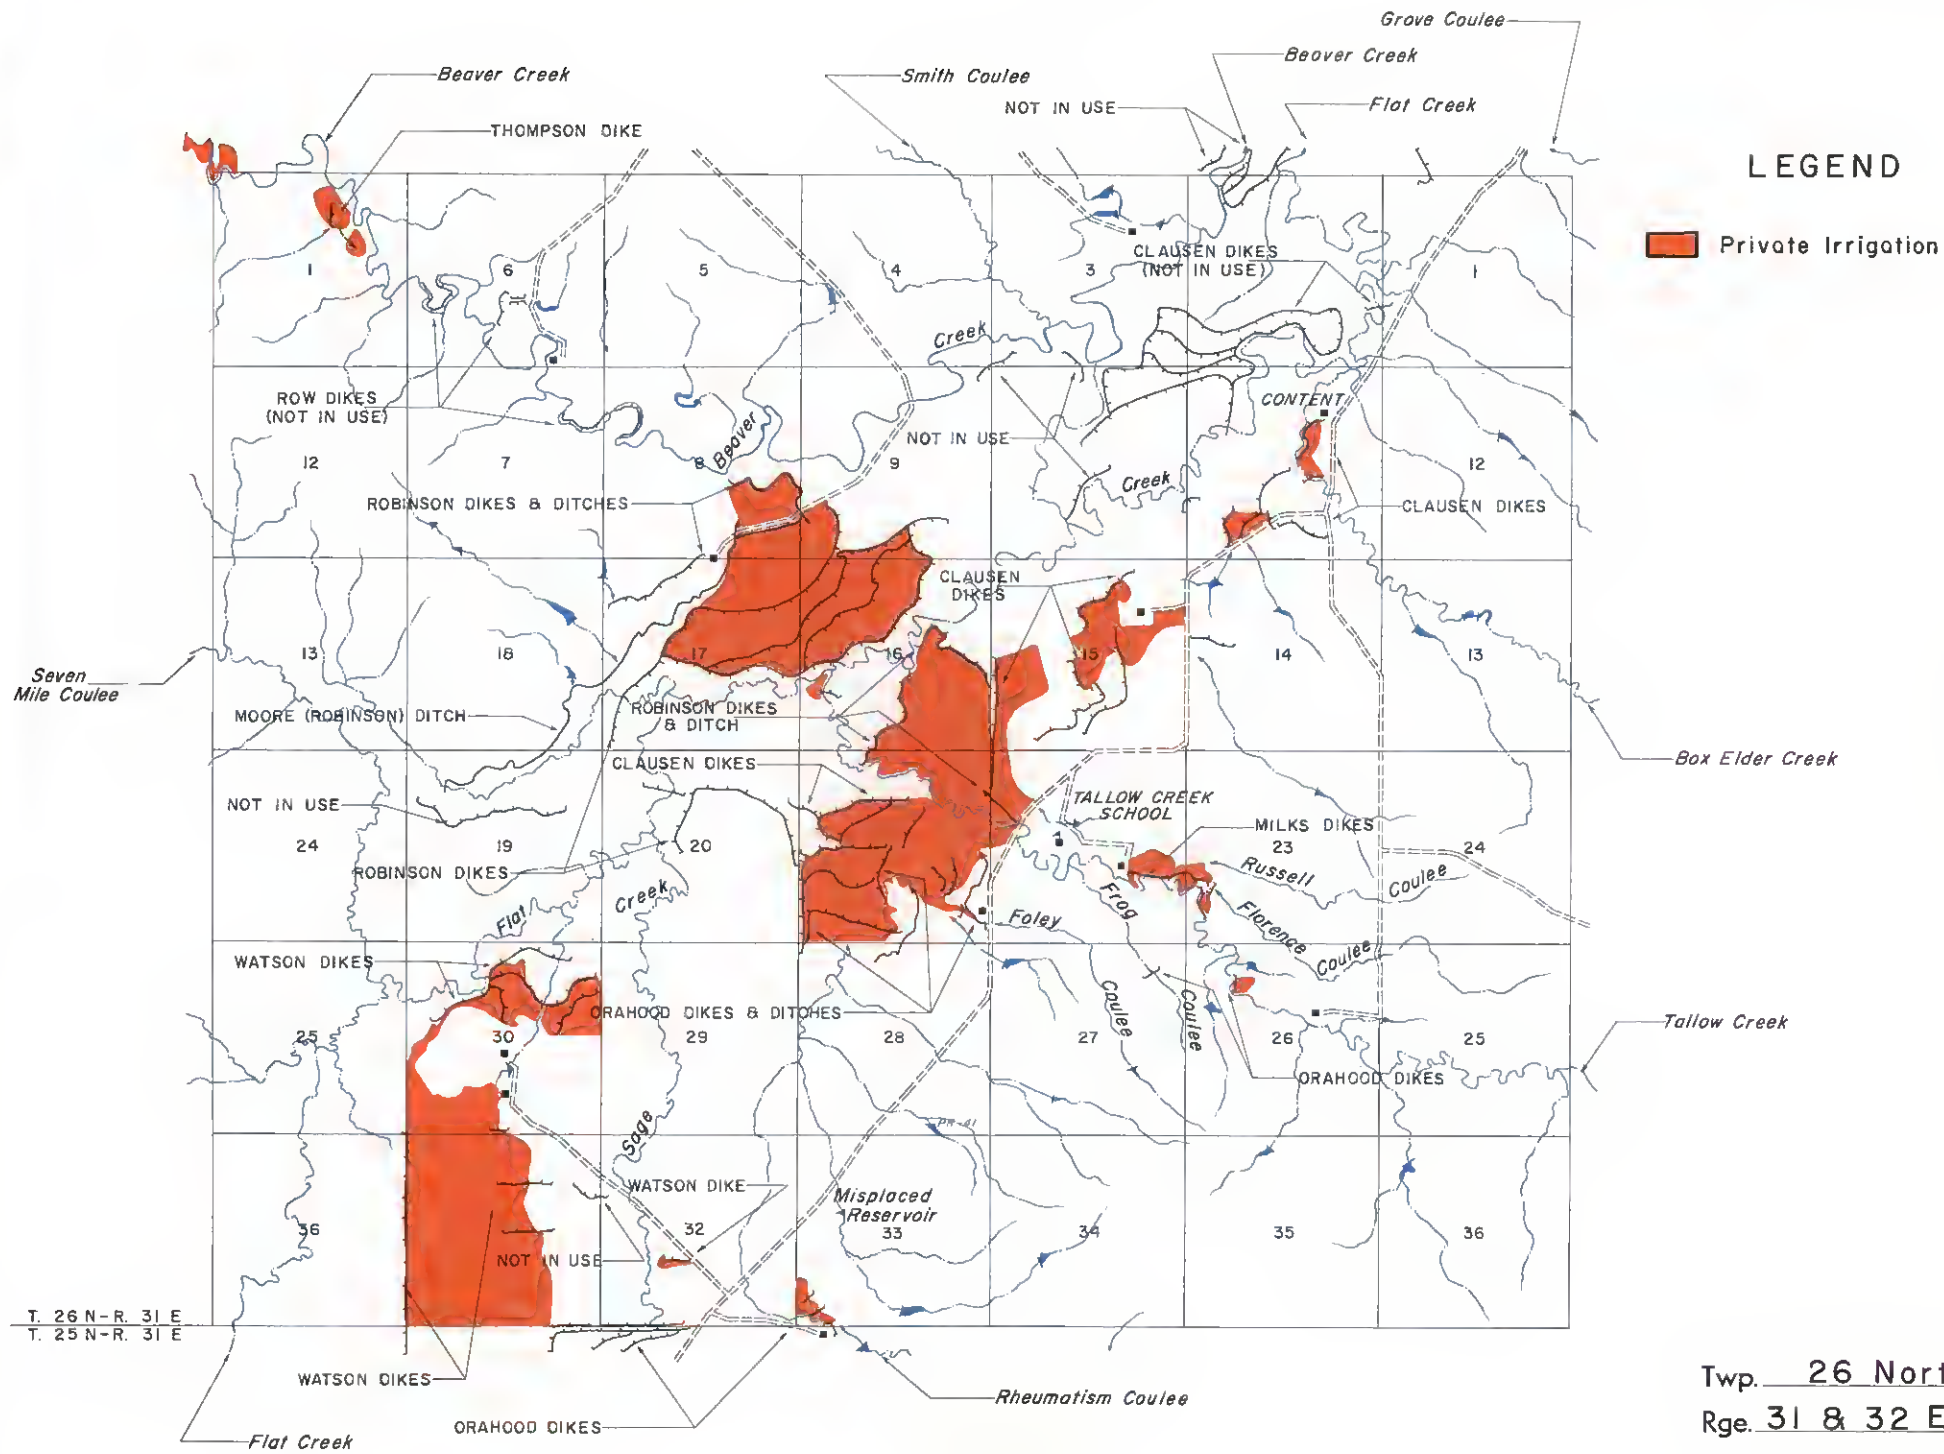 Grove Coulee
Beaver Creek
Beaver Creek
Smith Coulee
NOT IN USE
Flat Creek
THOMPSON DIKE
LEGEND
Private Irrigation
1
6
5
4
3
CLAUSEN DIKES
(NOT IN USE)
1
Creek
ROW DIKES
(NOT IN USE)
CONTENT
Beaver
NOT IN USE
12
7
8
9
Creek
12
ROBINSON DIKES & DITCHES
CLAUSEN DIKES
CLAUSEN
DIKES
Seven
Mile Coulee
13
18
17
16
15
14
13
MOORE (ROBINSON) DITCH
ROBINSON DIKES
& DITCH
CLAUSEN DIKES
Box Elder Creek
NOT IN USE
TALLOW CREEK
SCHOOL
MILKS DIKES
24
19
20
23
24
ROBINSON DIKES
Russell
Coulee
Flat
Creek
Foley
Frog
Florence
Coulee
WATSON DIKES
ORAHOOD DIKES & DITCHES
Coulee
Coulee
Tallow Creek
25
30
29
28
27
26
25
ORAHOOD DIKES
Sage
WATSON DIKE
Misplaced
Reservoir
36
32
33
34
35
36
NOT IN USE
T. 26 N-R. 31 E
T. 25 N-R. 31 E
WATSON DIKES
Rheumatism Coulee
ORAHOOD DIKES
Flat Creek
Twp. 26 Nort
Rge. 31 & 32 E